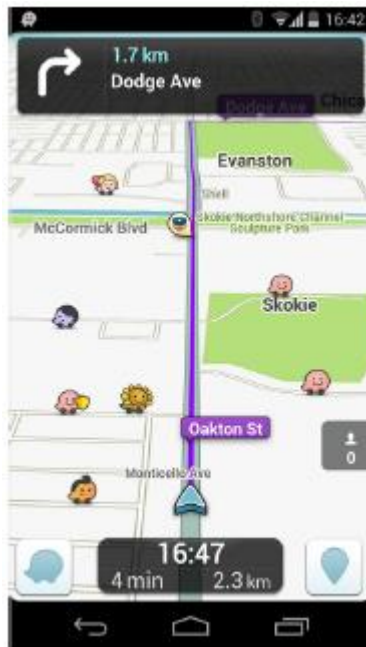 16:42
1.7 km
Dodge Ave
Dodge Ave
Chica
Evanston
Shell
McCormick Blvd
Skokie Northshore Channel
Sculpture Park
Skokie
Oakton St
0
Monticello Ave
16:47
4 min
2.3 km